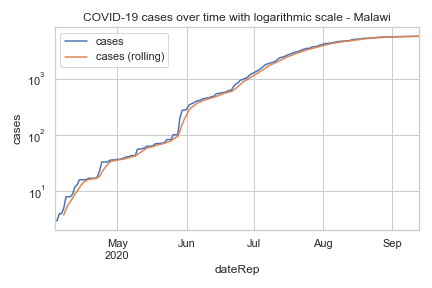 COVID-19 cases over time with logarithmic scale - Malawi
cases
cases (rolling)
10³
10²
10¹
cases
May
2020
Jun
Jul
Aug
Sep
dateRep